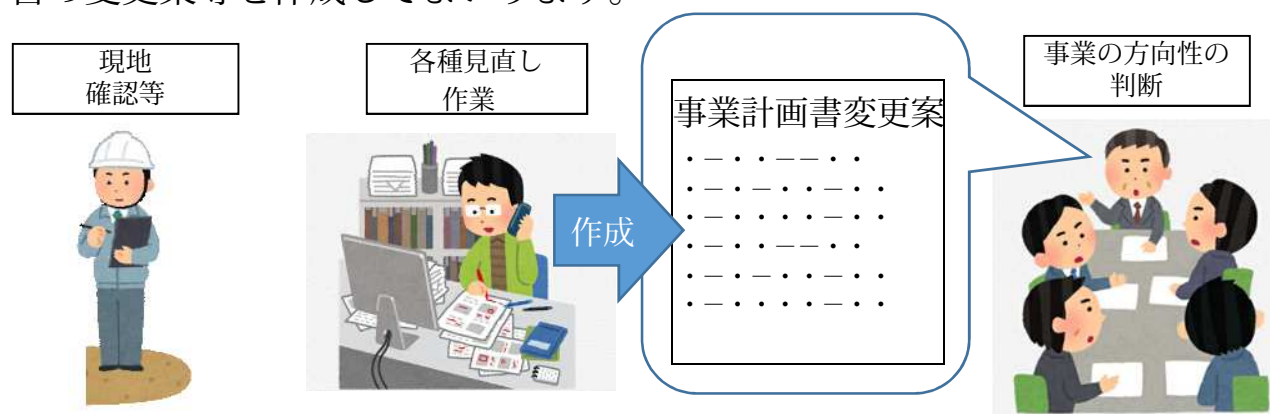 書の変更案等を作成してまいります。
現地
確認等
各種見直し
作業
作成
事業計画書変更案
・－・・－－・・
・－・－・・－・・
・－・・・・－・・
・－・・－－・・
・－・－・・－・・
・－・・・・－・・
事業の方向性の
判断